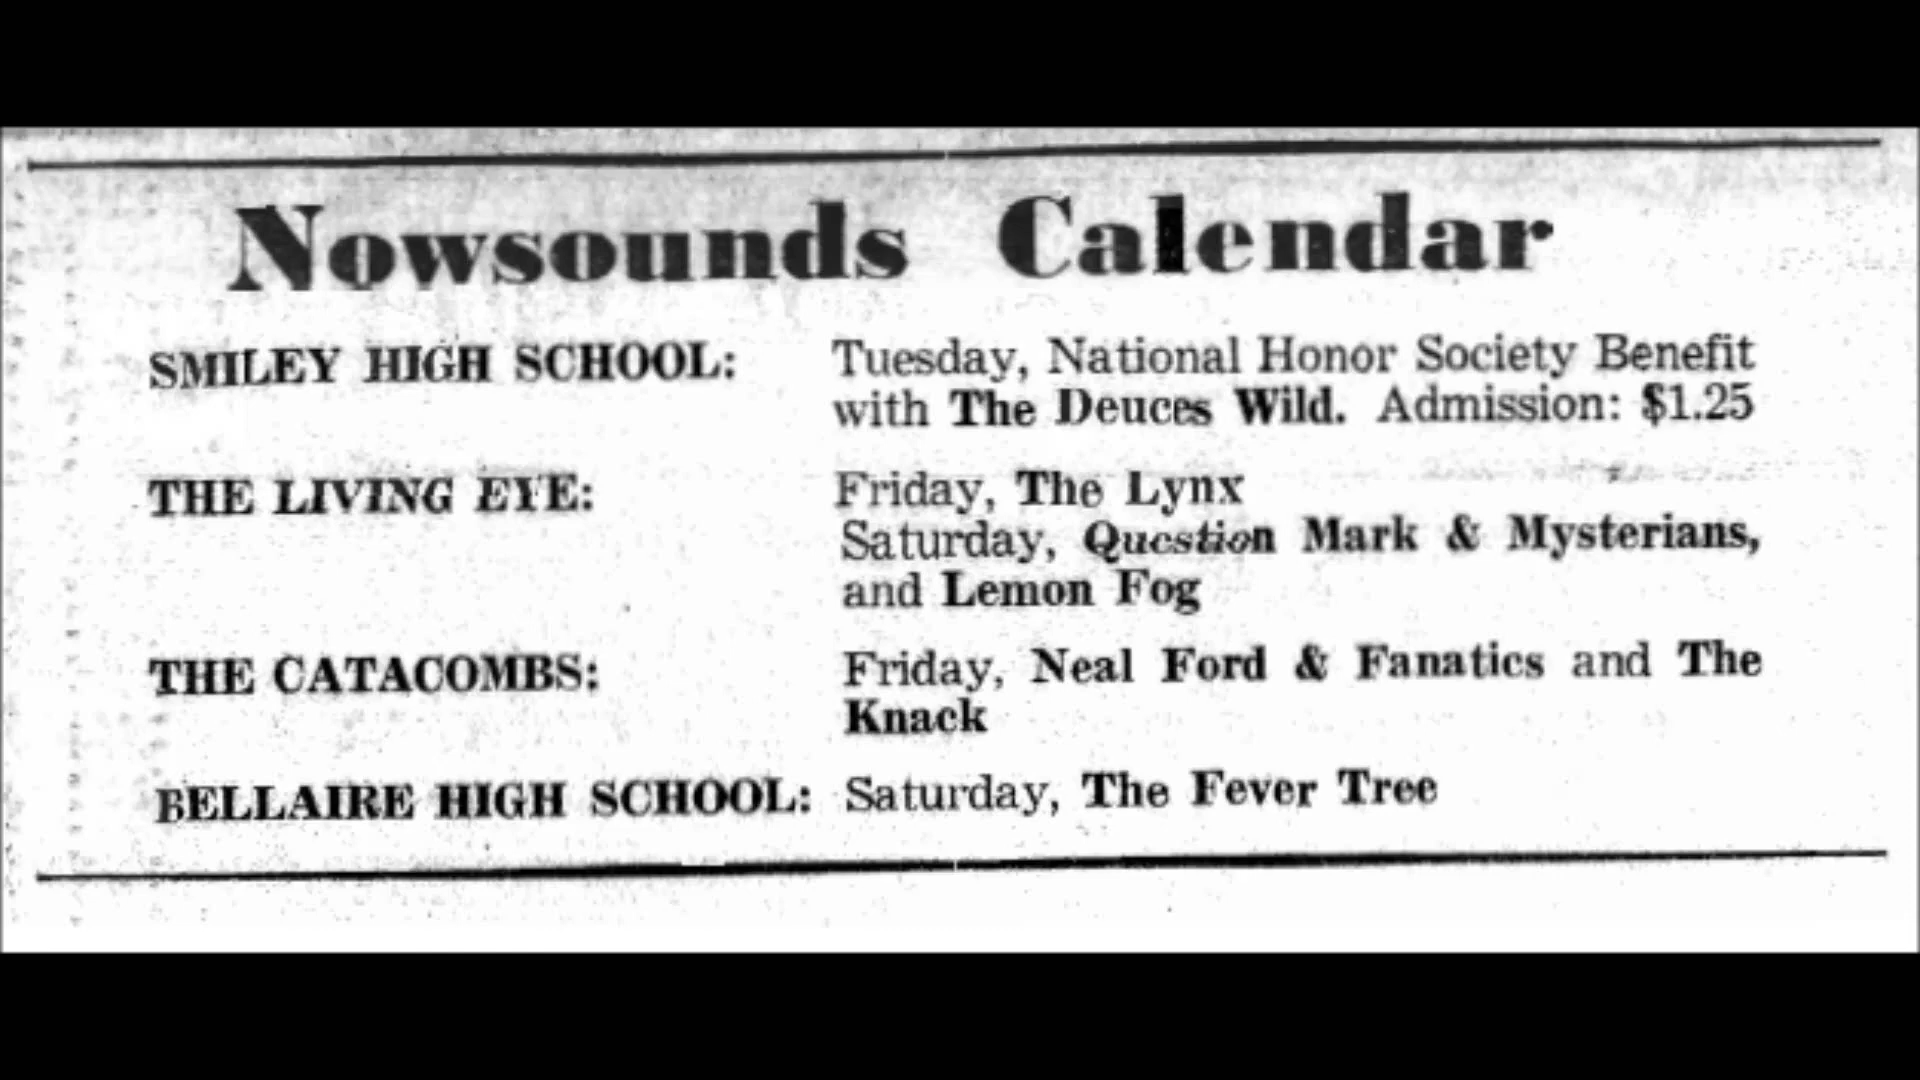 Nowsounds Calendar
SMILEY HIGH SCHOOL: Tuesday, National Honor Society Benefit
with The Deuces Wild. Admission: $1.25
THE LIVING EYE: Friday, The Lynx
Saturday, Question Mark & Mysterians,
and Lemon Fog
THE CATACOMBS: Friday, Neal Ford & Fanatics and The
Knack
BELLAIRE HIGH SCHOOL: Saturday, The Fever Tree